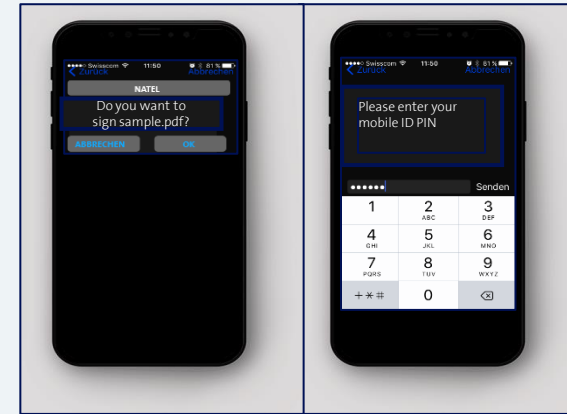 Swisscom 11:50 81%
Zurück Abbrechen
NATEL
Do you want to
sign sample.pdf?
ABBRECHEN OK
Swisscom 11:50 81%
Zurück Abbrechen
Please enter your
mobile ID PIN
•••••• Senden
1 2 3
ABC DEF
4 5 6
GHI JKL MNO
7 8 9
PQRS TUV WXYZ
+*# 0